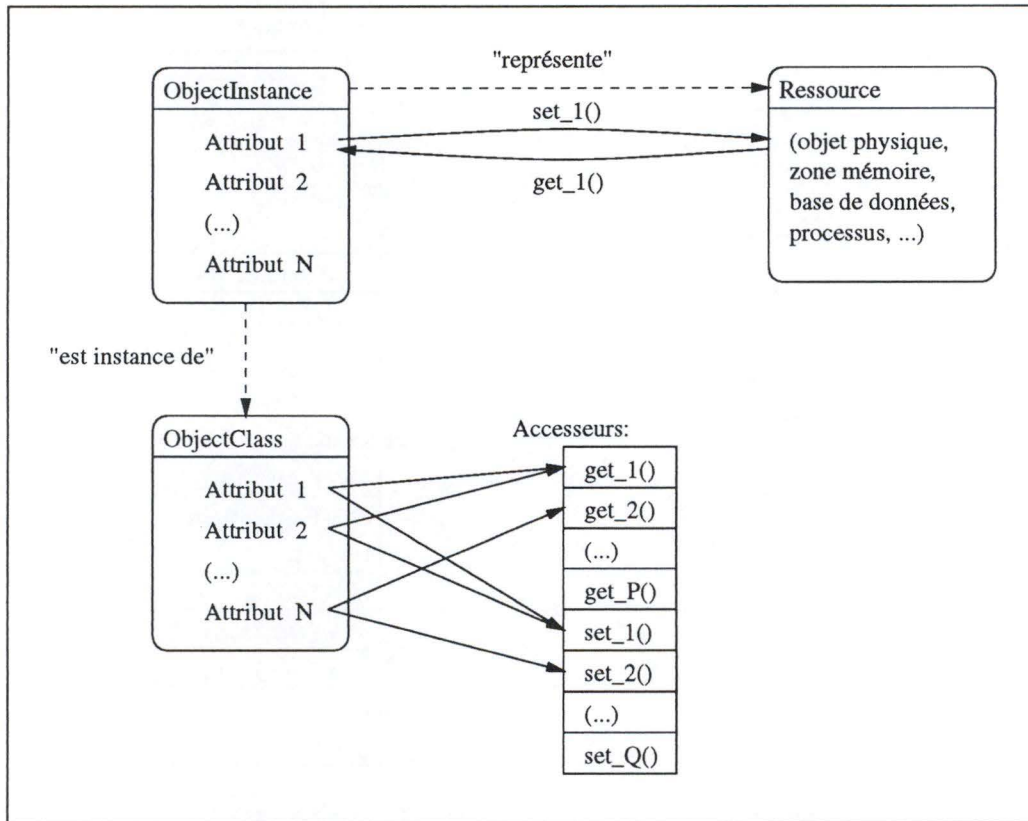 "représente"
ObjectInstance
Attribut 1
Attribut 2
(...)
Attribut N
set_1()
get_1()
Ressource
(objet physique,
zone mémoire,
base de données,
processus, ...)
"est instance de"
ObjectClass
Attribut 1
Attribut 2
(...)
Attribut N
Accesseurs:
get_1()
get_2()
(...)
get_P()
set_1()
set_2()
(...)
set_Q()